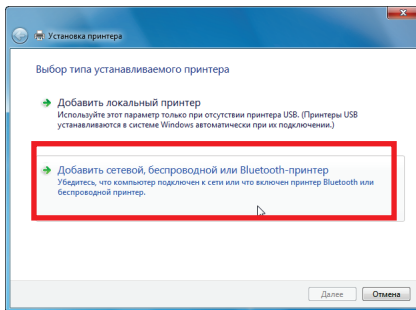 Установка принтера
Выбор типа устанавливаемого принтера
Добавить локальный принтер
Используйте этот параметр только при отсутствии принтера USB. (Принтеры USB
устанавливаются в системе Windows автоматически при их подключении.)
Добавить сетевой, беспроводной или Bluetooth-принтер
Убедитесь, что компьютер подключен к сети или что включен принтер Bluetooth или
беспроводной принтер.
Далее
Отмена